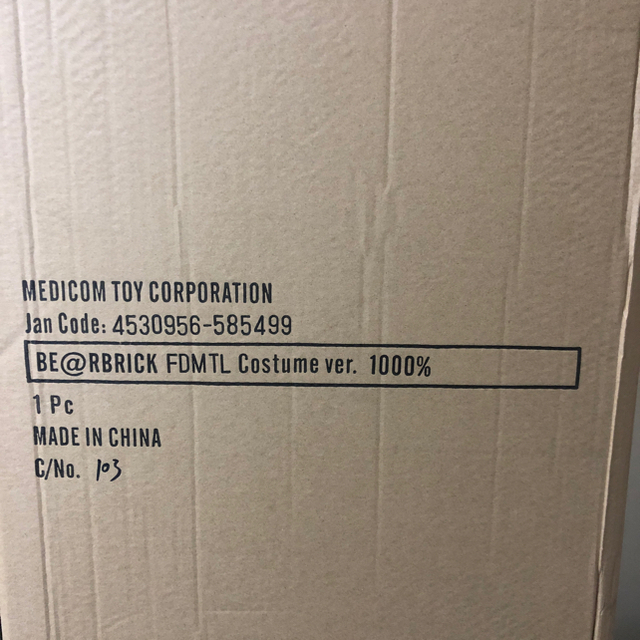 MEDICOM TOY CORPORATION
Jan Code: 4530956-585499
BE@RBRICK FDMTL Costume ver. 1000%
1 Pc
MADE IN CHINA
C/No. 103